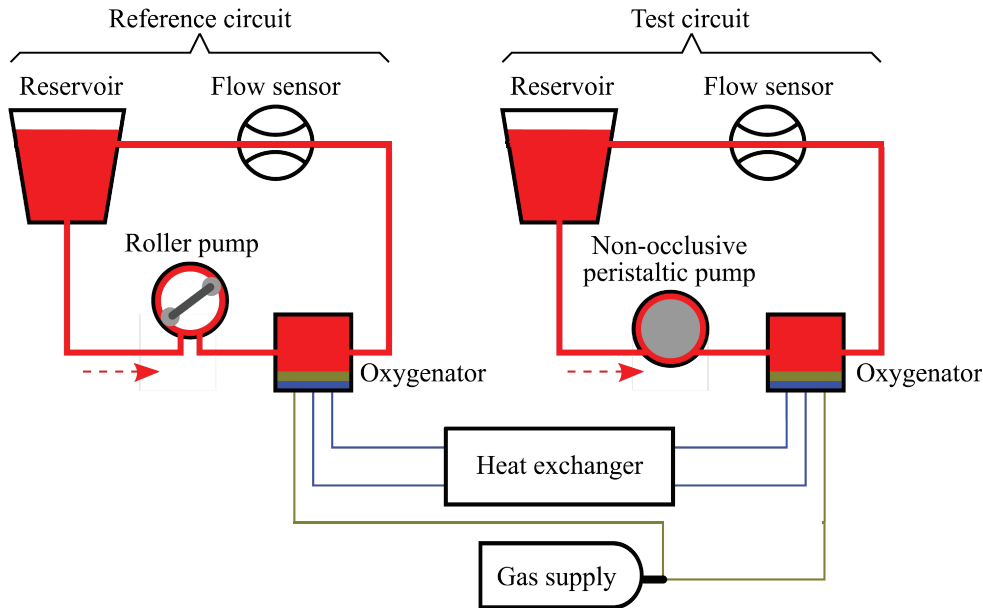 Reference circuit
Test circuit
Reservoir
Flow sensor
Reservoir
Flow sensor
Roller pump
Non-occlusive
peristaltic pump
Oxygenator
Oxygenator
Heat exchanger
Gas supply